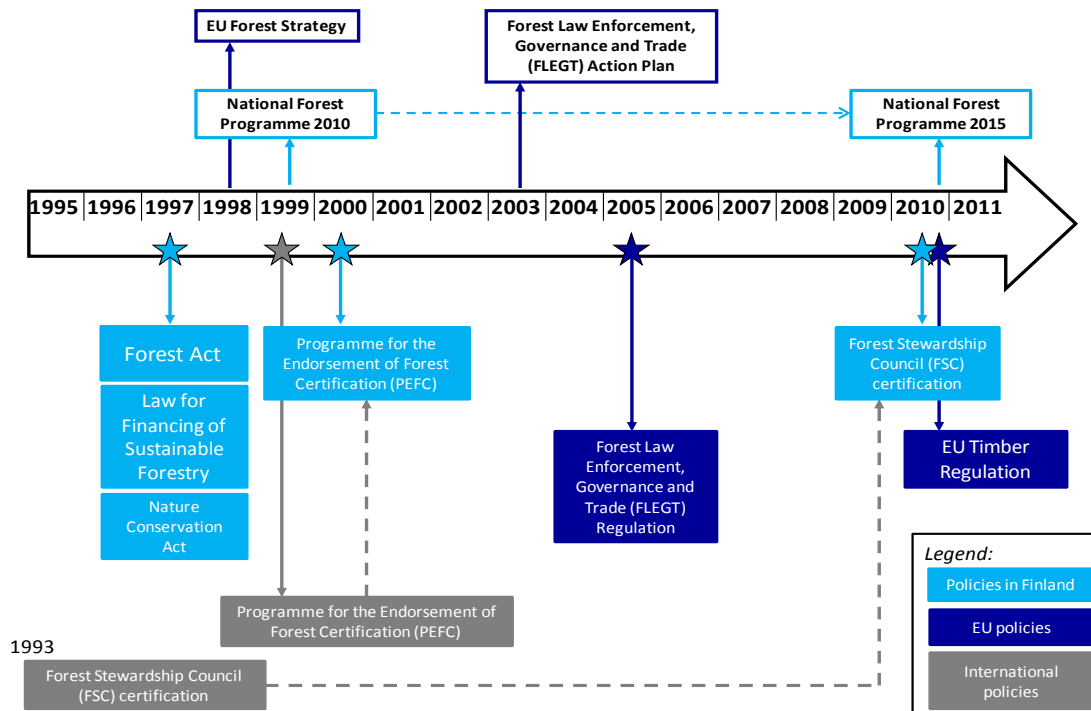 EU Forest Strategy
Forest Law Enforcement,
Governance and Trade
(FLEGT) Action Plan
National Forest
Programme 2010
National Forest
Programme 2015
1995 1996 1997 1998 1999 2000 2001 2002 2003 2004 2005 2006 2007 2008 2009 2010 2011
Forest Act
Law for
Financing of
Sustainable
Forestry
Nature
Conservation
Act
Programme for the
Endorsement of Forest
Certification (PEFC)
Forest Law
Enforcement,
Governance and
Trade (FLEGT)
Regulation
Forest Stewardship
Council (FSC)
certification
EU Timber
Regulation
Programme for the Endorsement of
Forest Certification (PEFC)
1993
Forest Stewardship Council
(FSC) certification
Legend:
Policies in Finland
EU policies
International
policies